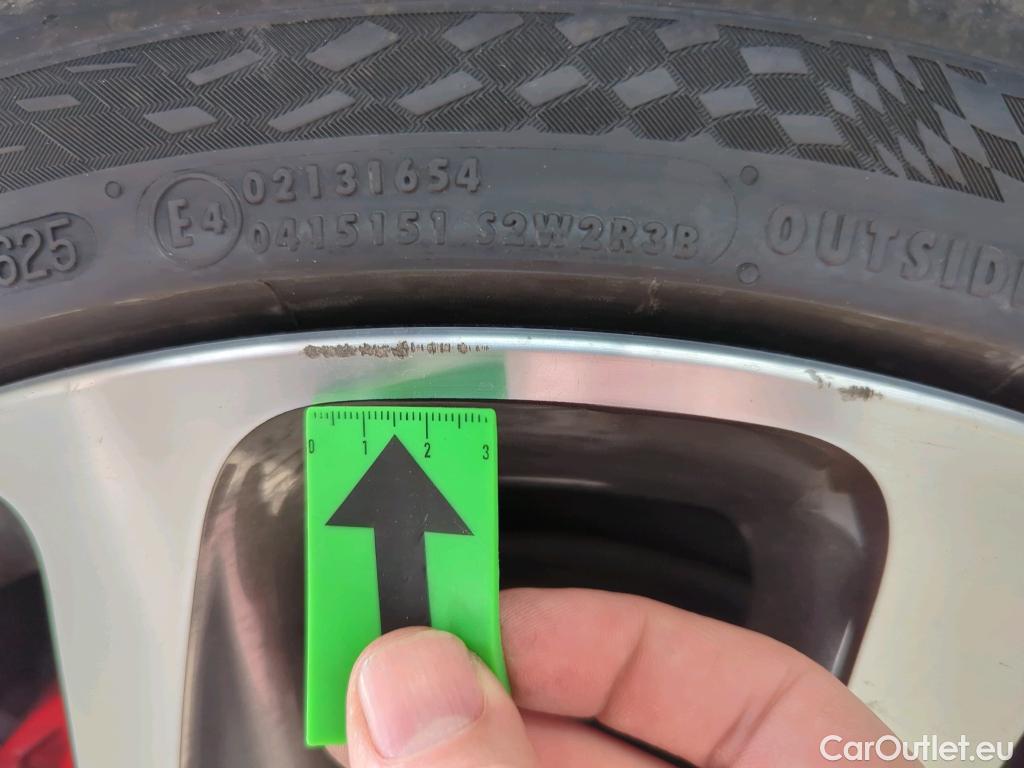 02131654
E4
0415151 S2W2R3B
625
OUTSID
0 1 2 3
CarOutlet.eu